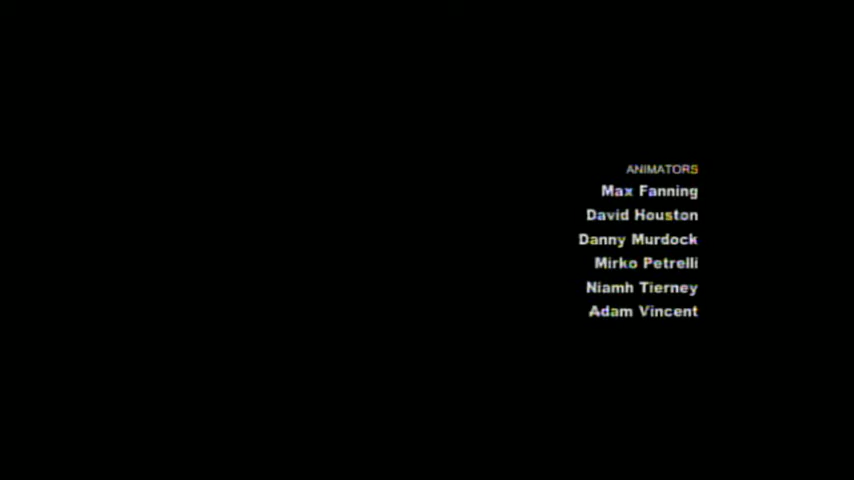 ANIMATORS
Max Fanning
David Houston
Danny Murdock
Mirko Petrelli
Niamh Tierney
Adam Vincent